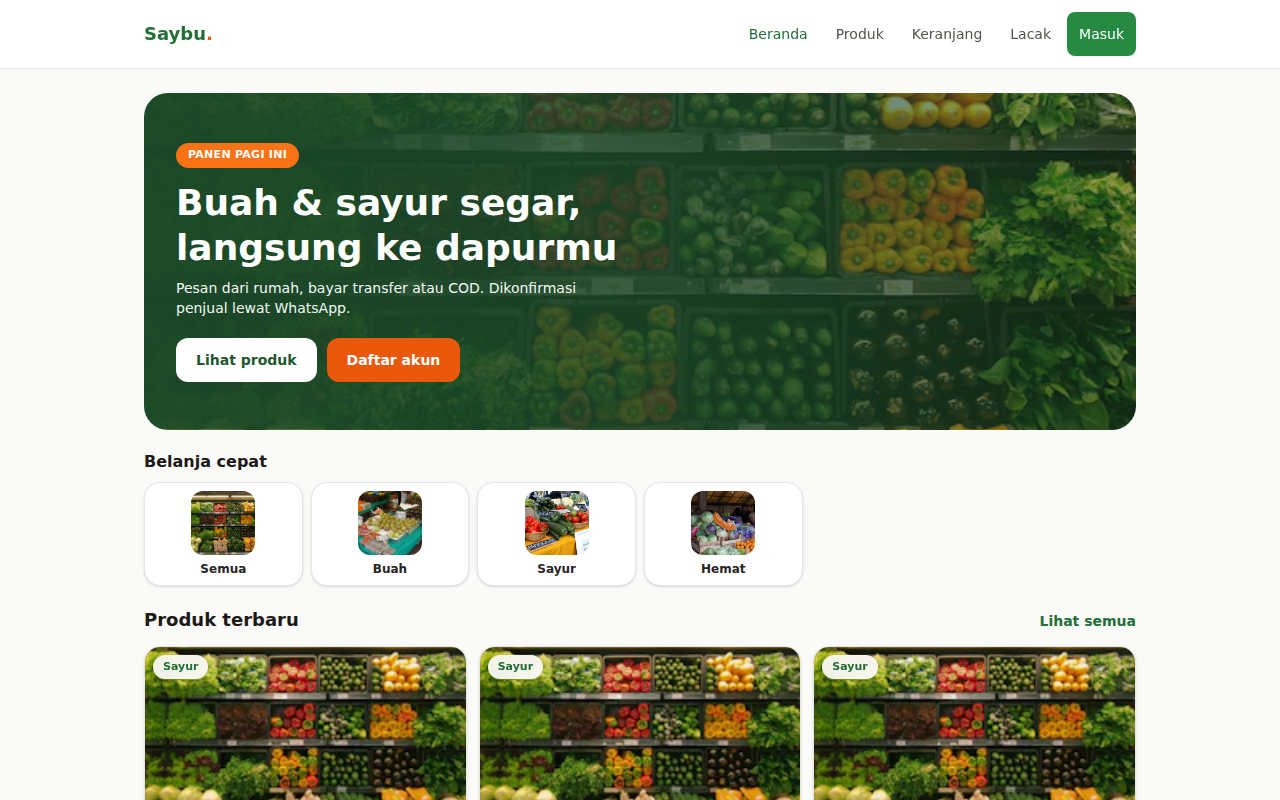 Saybu.
Beranda
Produk
Keranjang
Lacak
Masuk
PANEN PAGI INI
Buah & sayur segar,
langsung ke dapurmu
Pesan dari rumah, bayar transfer atau COD. Dikonfirmasi
penjual lewat WhatsApp.
Lihat produk
Daftar akun
Belanja cepat
Semua
Buah
Sayur
Hemat
Produk terbaru
Lihat semua
Sayur
Sayur
Sayur